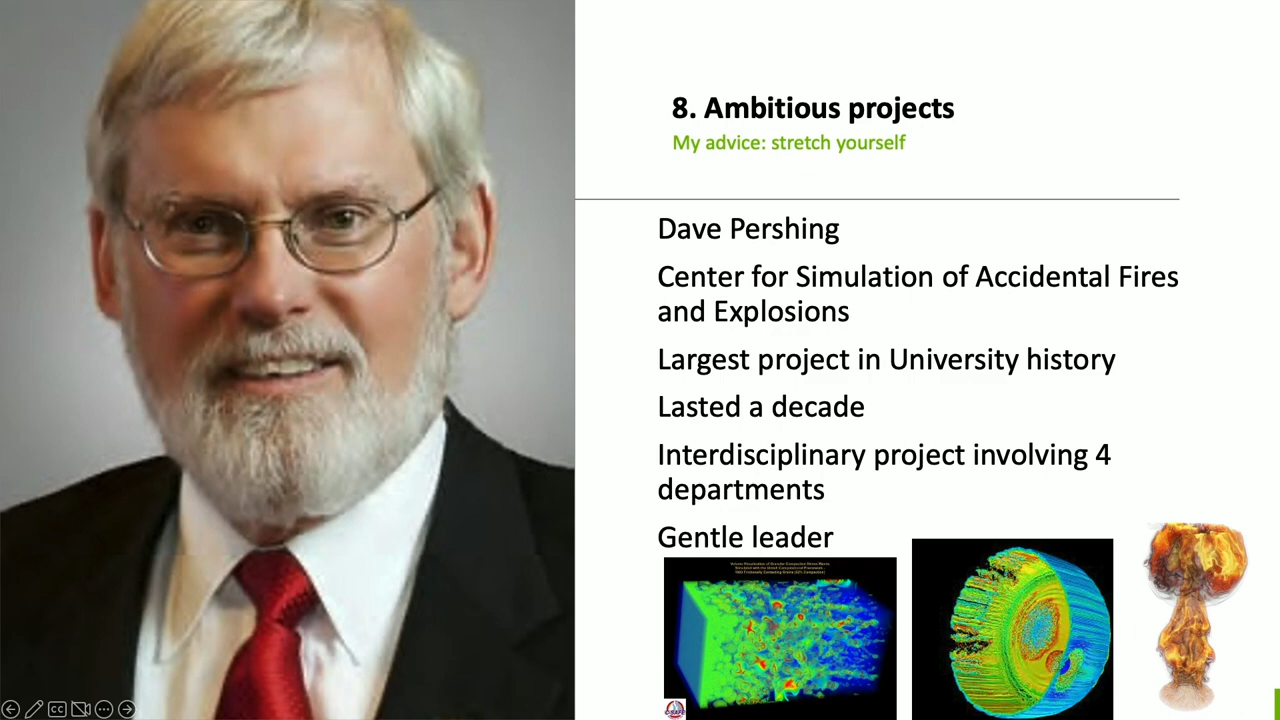 8. Ambitious projects
My advice: stretch yourself
Dave Pershing
Center for Simulation of Accidental Fires
and Explosions
Largest project in University history
Lasted a decade
Interdisciplinary project involving 4
departments
Gentle leader
CC